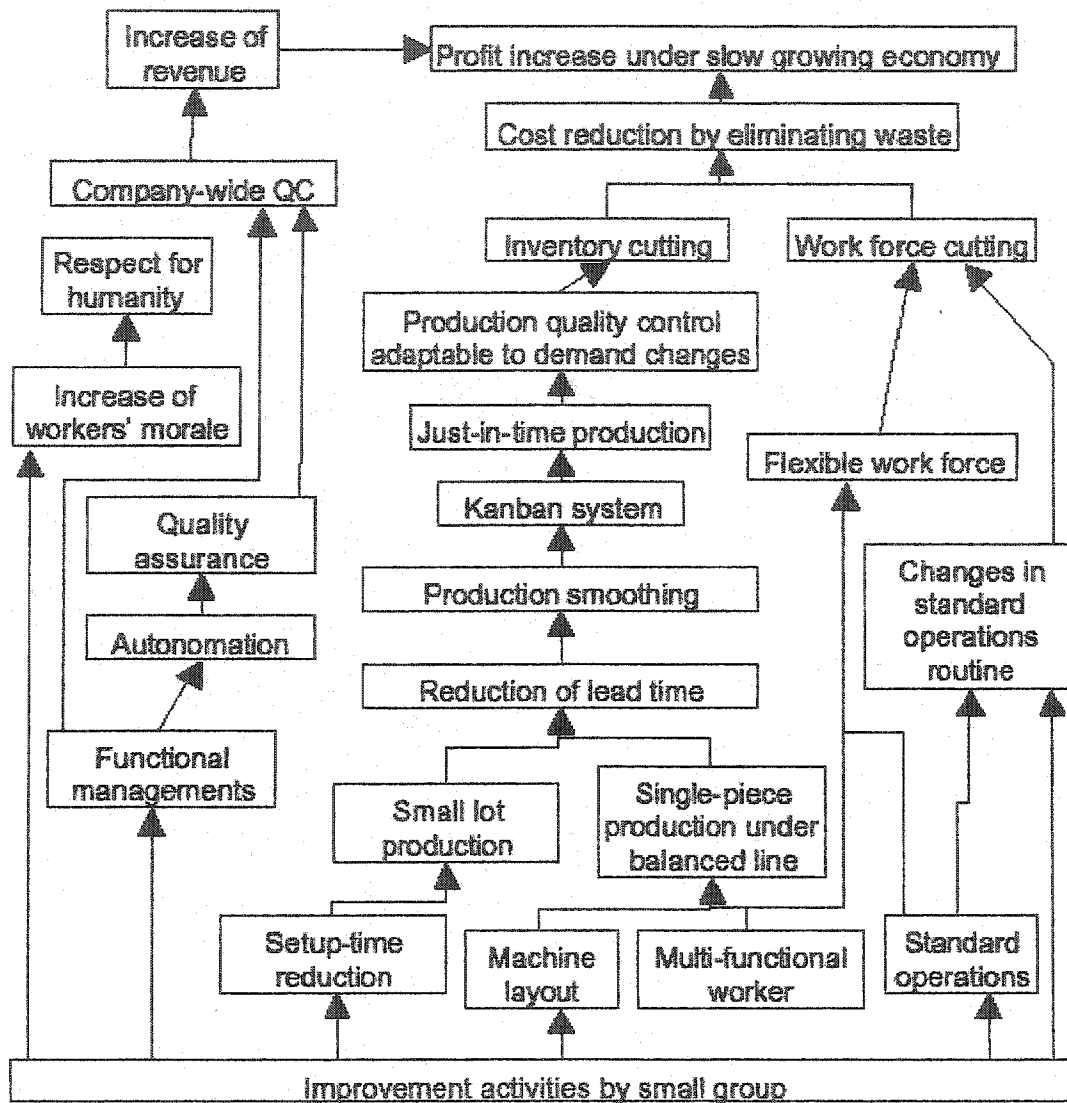 Increase of
revenue
Profit increase under slow growing economy
Cost reduction by eliminating waste
Company-wide QC
Inventory cutting
Work force cutting
Respect for
humanity
Production quality control
adaptable to demand changes
Increase of
workers' morale
Just-in-time production
Flexible work force
Kanban system
Quality
assurance
Changes in
standard
operations
routine
Production smoothing
Autonomation
Reduction of lead time
Functional
managements
Small lot
production
Single-piece
production under
balanced line
Setup-time
reduction
Machine
layout
Multi-functional
worker
Standard
operations
Improvement activities by small group